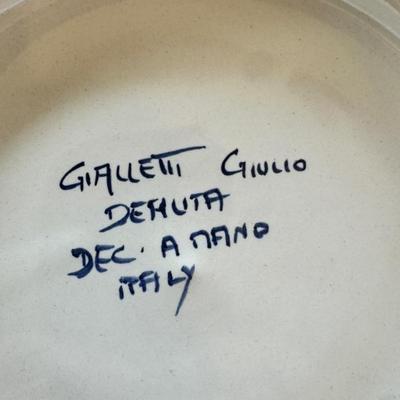 GIALLETTI GIULIO
DERUTA
DEC. A MANO
ITALY